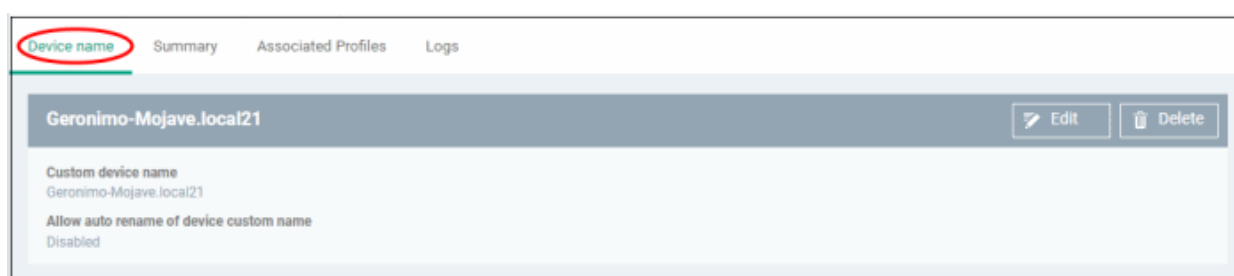 Device name Summary Associated Profiles Logs
Geronimo-Mojave.local21 Edit Delete
Custom device name
Geronimo-Mojave.local21
Allow auto rename of device custom name
Disabled